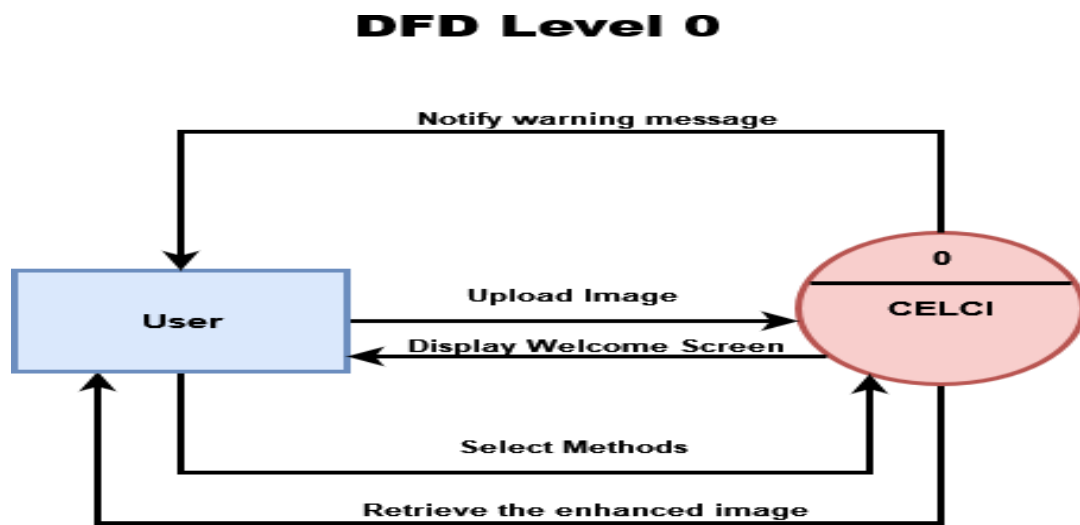 DFD Level 0
Notify warning message
0
Upload Image
User
CELCI
Display Welcome Screen
Select Methods
Retrieve the enhanced image